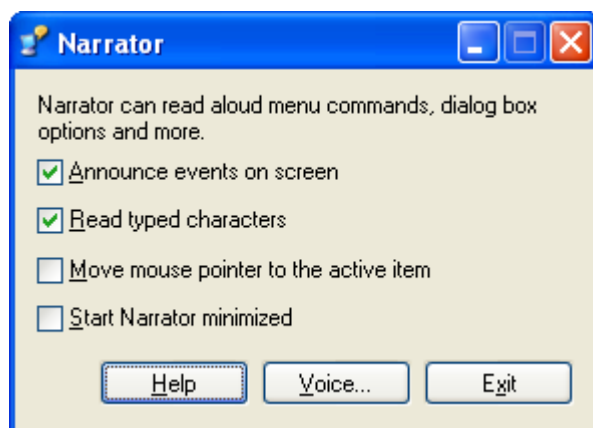 Narrator
Narrator can read aloud menu commands, dialog box
options and more.
Announce events on screen
Read typed characters
Move mouse pointer to the active item
Start Narrator minimized
Help Voice... Exit